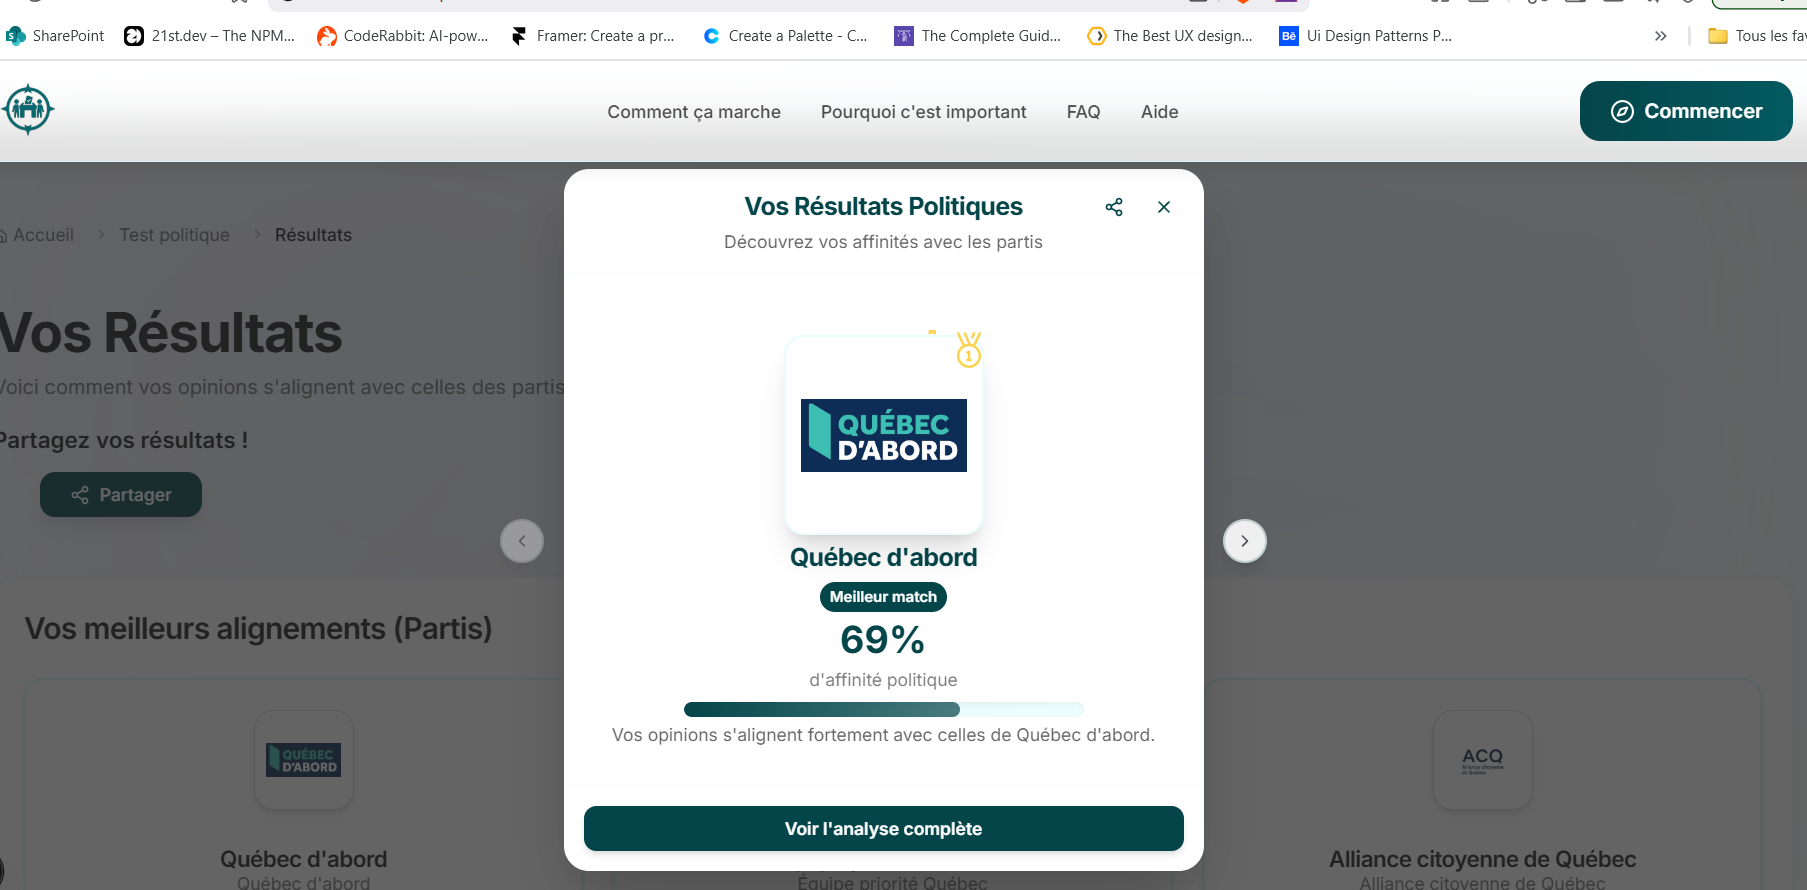 SharePoint
21st.dev – The NPM...
CodeRabbit: AI-pow...
Framer: Create a pr...
Create a Palette - C...
The Complete Guid...
The Best UX design...
Bē
Ui Design Patterns P...
Tous les fav
Comment ça marche
Pourquoi c'est important
FAQ
Aide
Commencer
Accueil
Test politique
Résultats
Vos Résultats
Voici comment vos opinions s'alignent avec celles des partis
Partagez vos résultats !
Partager
Vos Résultats Politiques
Découvrez vos affinités avec les partis
1
QUÉBEC
D'ABORD
Québec d'abord
Meilleur match
69%
d'affinité politique
Vos opinions s'alignent fortement avec celles de Québec d'abord.
Voir l'analyse complète
Vos meilleurs alignements (Partis)
QUÉBEC
D'ABORD
Québec d'abord
Québec d'abord
Équipe priorité Québec
ACQ
Alliance citoyenne
de Québec
Alliance citoyenne de Québec
Alliance citoyenne de Québec